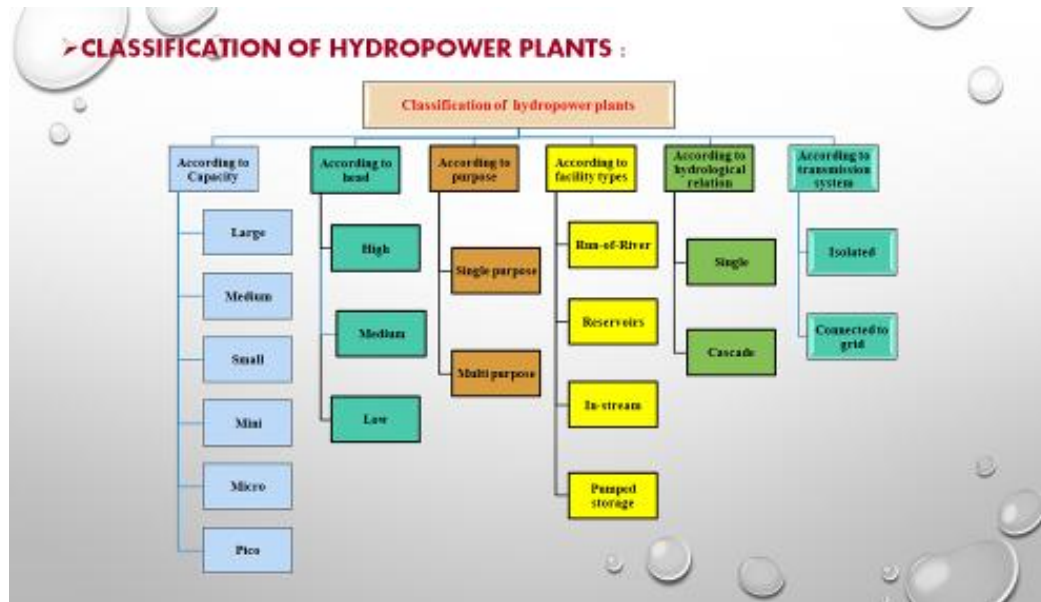 ➤CLASSIFICATION OF HYDROPOWER PLANTS :
Classification of hydropower plants
According to
Capacity
Large
Medium
Small
Mini
Micro
Pico
According to
head
High
Medium
Low
According to
purpose
Single purpose
Multi purpose
According to
facility types
Run-of-River
Reservoirs
In-stream
Pumped
storage
According to
hydrological
relation
Single
Cascade
According to
transmission
system
Isolated
Connected to
grid